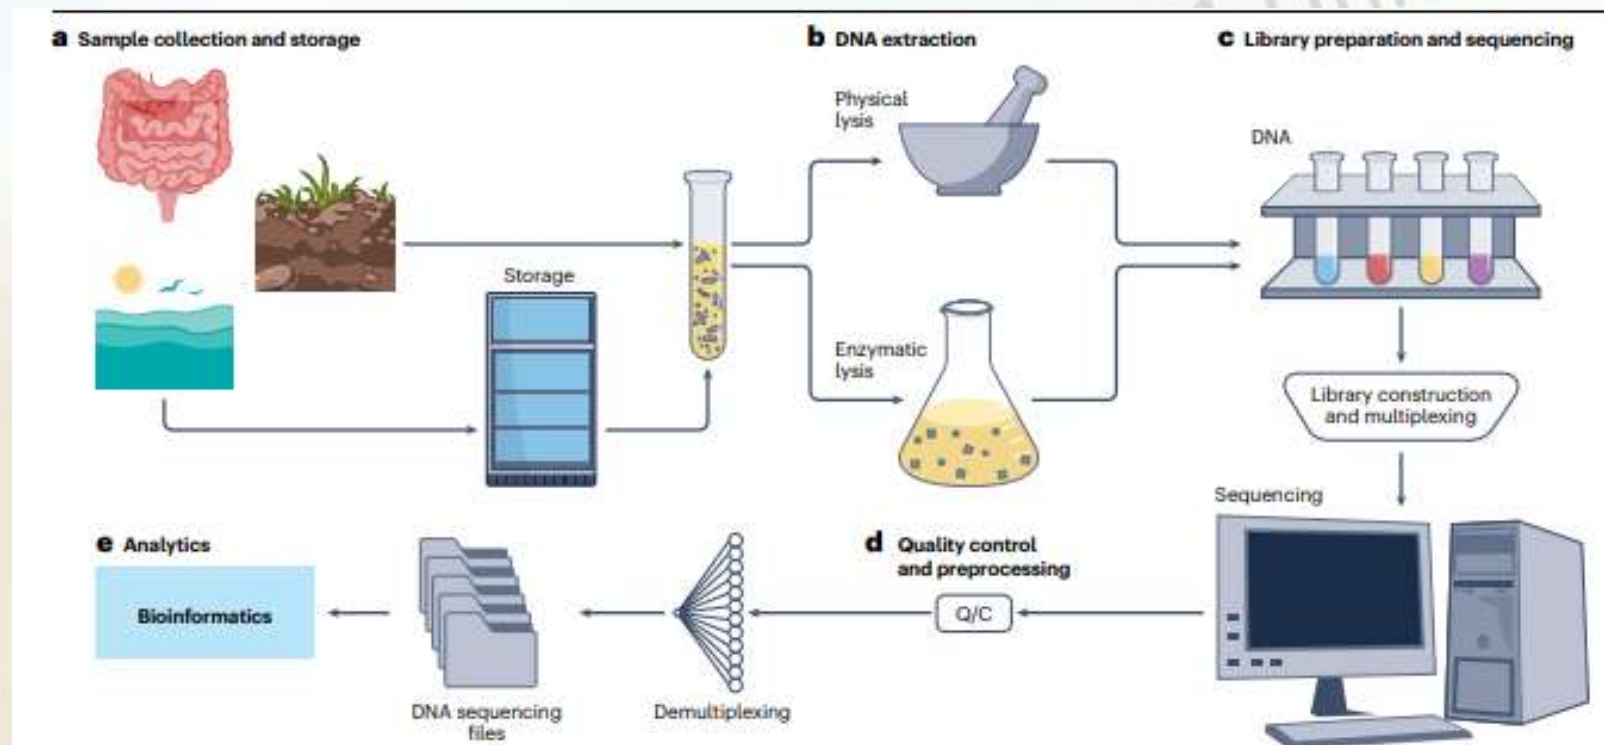 a Sample collection and storage
b DNA extraction
c Library preparation and sequencing
Physical
lysis
DNA
Storage
Enzymatic
lysis
Library construction
and multiplexing
Sequencing
e Analytics
d Quality control
and preprocessing
Bioinformatics
Q/C
DNA sequencing
files
Demultiplexing